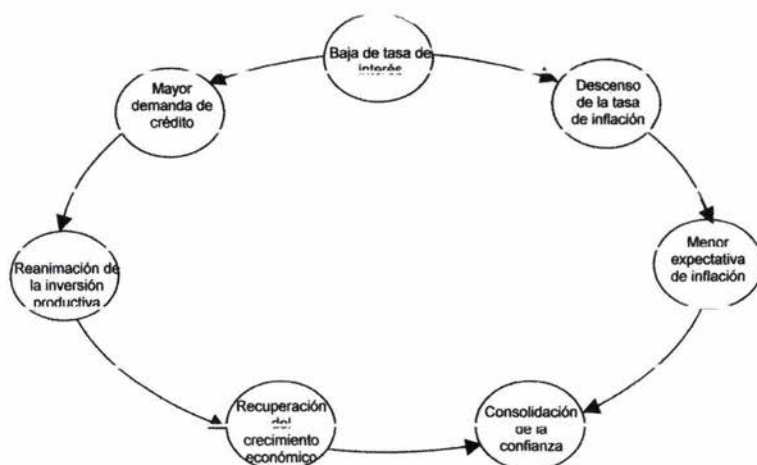 Baja de tasa de
interés
Mayor
demanda de
crédito
Descenso
de la tasa
de inflación
Reanimación de
la inversión
productiva
Menor
expectativa
de inflación
Recuperación
del
crecimiento
económico
Consolidación
de la
confianza